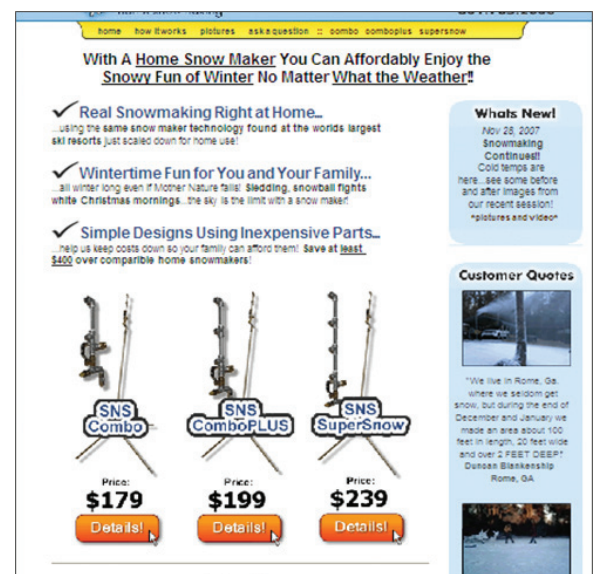 home how itworks pictures ask a question :: combo comboplus supersnow
With A Home Snow Maker You Can Affordably Enjoy the
Snowy Fun of Winter No Matter What the Weather!!
Real Snowmaking Right at Home...
...using the same snow maker technology found at the worlds largest
ski resorts just scaled down for home use!
Wintertime Fun for You and Your Family...
...all winter long even if Mother Nature fails! Sledding, snowball fights
white Christmas mornings...the sky is the limit with a snow maker!
Simple Designs Using Inexpensive Parts...
...help us keep costs down so your family can afford them! Save at least
$400 over comparible home snowmakers!
SNS
Combo
Price:
$179
Details!
SNS
ComboPLUS
Price:
$199
Details!
SNS
SuperSnow
Price:
$239
Details!
Whats New!
Nov 28, 2007
Snowmaking
Continues!!
Cold temps are
here...see some before
and after images from
our recent session!
*pictures and video*
Customer Quotes
"We live in Rome, Ga.
where we seldom get
snow, but during the end of
December and January we
made an area about 100
feet in length, 20 feet wide
and over 2 FEET DEEP!"
Duncan Blankenship
Rome, GA